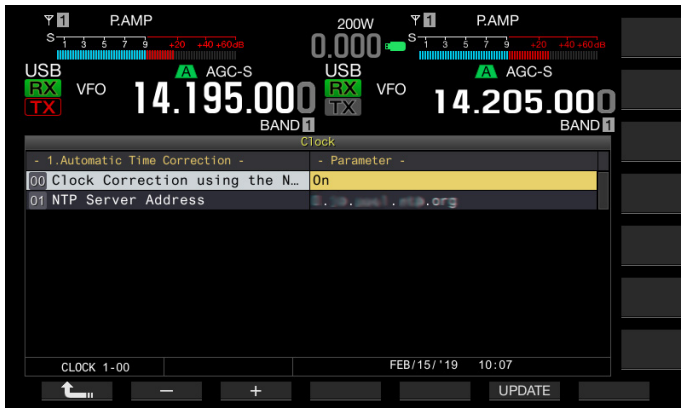 1 P.AMP 200W 1 P.AMP
S 1 3 5 7 9 +20 +40 +60dB 0.000 S 1 3 5 7 9 +20 +40 +60dB
USB A AGC-S USB A AGC-S
RX VFO 14.195.000 RX VFO 14.205.000
TX TX
BAND 1 BAND 1
Clock
- 1.Automatic Time Correction - - Parameter -
00 Clock Correction using the N… On
01 NTP Server Address .org
CLOCK 1-00 FEB/15/'19 10:07
− + UPDATE